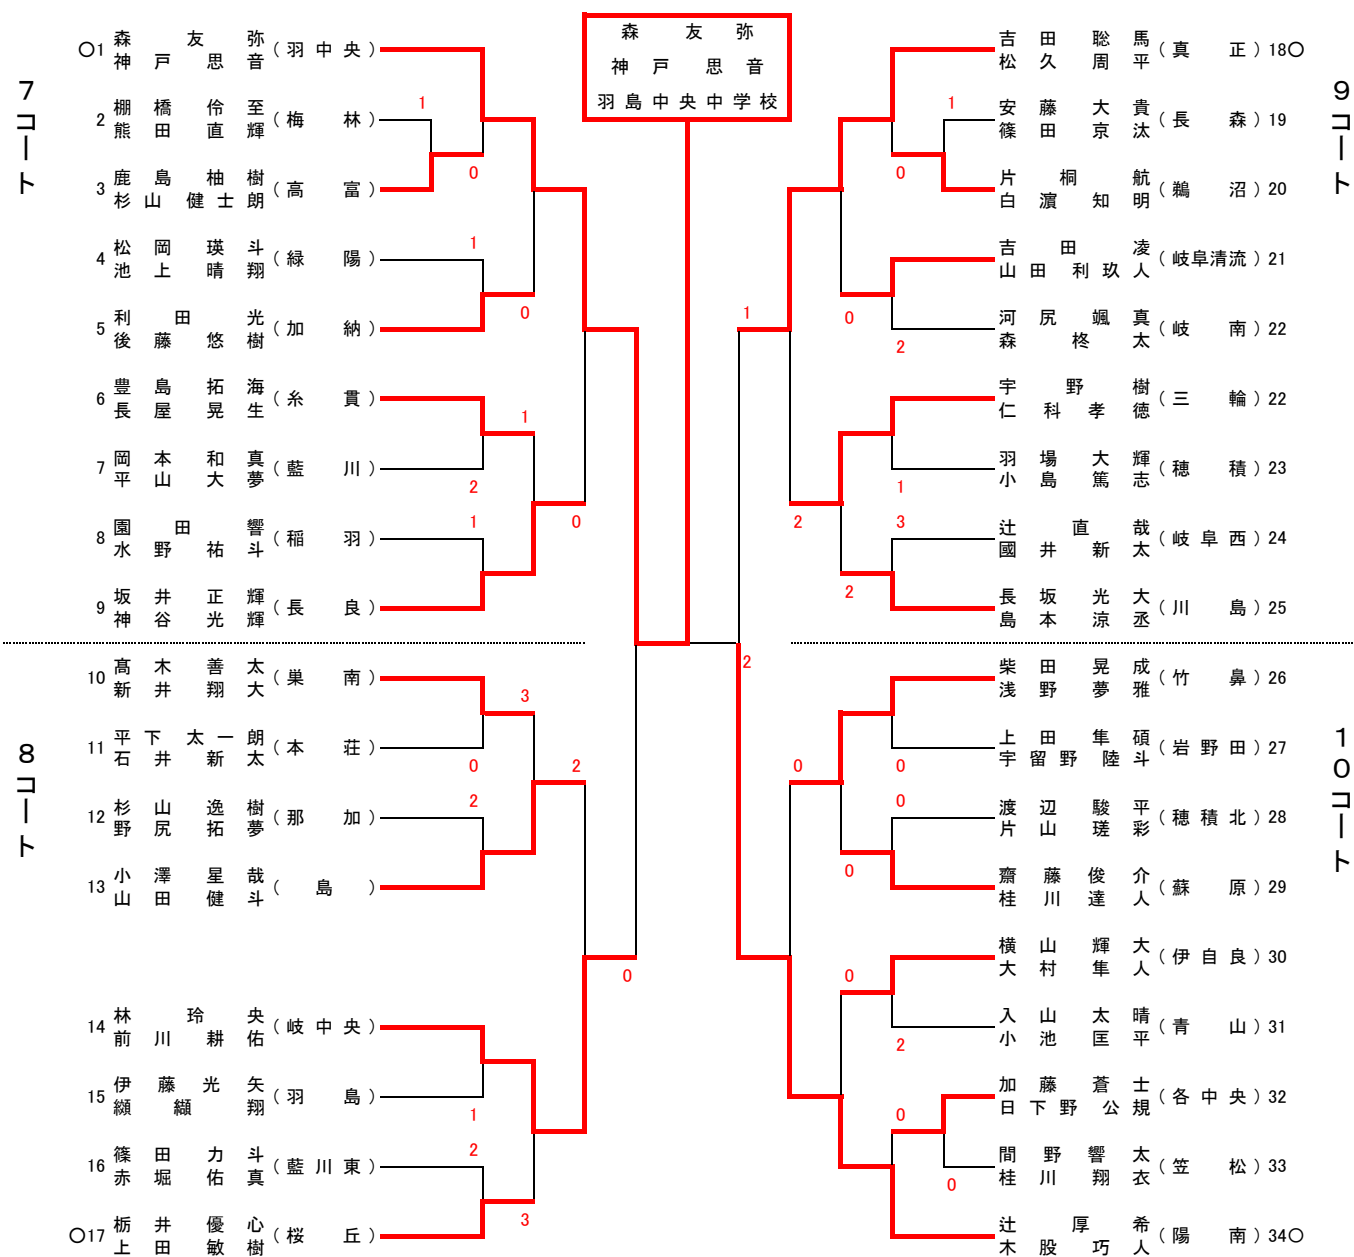 森 友 弥
神 戸 思 音
羽 島 中 央 中 学 校
7コート
〇1 森 友 弥 (羽 中 央)
神 戸 思 音
2 棚 橋 伶 至 (梅 林)
熊 田 直 輝
1
3 鹿 島 柚 樹 (高 富)
杉 山 健 士 朗
0
4 松 岡 瑛 斗 (緑 陽)
池 上 晴 翔
1
5 利 田 光 (加 納)
後 藤 悠 樹
0
6 豊 島 拓 海 (糸 貫)
長 屋 晃 生
1
7 岡 本 和 真 (藍 川)
平 山 大 夢
2
8 園 田 響 (稲 羽)
水 野 祐 斗
1
0
9 坂 井 正 輝 (長 良)
神 谷 光 輝
8コート
10 髙 木 善 太 (巣 南)
新 井 翔 大
3
11 平 下 太 一 朗 (本 荘)
石 井 新 太
0
2
12 杉 山 逸 樹 (那 加)
野 尻 拓 夢
2
13 小 澤 星 哉 (島)
山 田 健 斗
0
14 林 玲 央 (岐 中 央)
前 川 耕 佑
15 伊 藤 光 矢 (羽 島)
纐 纈 翔
1
16 篠 田 力 斗 (藍 川 東)
赤 堀 佑 真
2
3
〇17 栃 井 優 心 (桜 丘)
上 田 敏 樹
9コート
吉 田 聡 馬 (真 正) 18〇
松 久 周 平
1
安 藤 大 貴 (長 森) 19
篠 田 京 汰
0
片 桐 航 (鵜 沼) 20
白 濵 知 明
吉 田 凌 (岐阜清流) 21
山 田 利 玖 人
1
0
河 尻 颯 真 (岐 南) 22
森 柊 太
2
宇 野 樹 (三 輪) 22
仁 科 孝 徳
羽 場 大 輝 (穂 積) 23
小 島 篤 志
1
2
3
辻 直 哉 (岐 阜 西) 24
國 井 新 太
2
長 坂 光 大 (川 島) 25
島 本 涼 丞
2
10コート
柴 田 晃 成 (竹 鼻) 26
浅 野 夢 雅
上 田 隼 碩 (岩 野 田) 27
宇 留 野 陸 斗
0
0
0
渡 辺 駿 平 (穂 積 北) 28
片 山 瑳 彩
0
齋 藤 俊 介 (蘇 原) 29
桂 川 達 人
横 山 輝 大 (伊 自 良) 30
大 村 隼 人
0
入 山 太 晴 (青 山) 31
小 池 匡 平
2
加 藤 蒼 士 (各 中 央) 32
日 下 野 公 規
0
間 野 響 太 (笠 松) 33
桂 川 翔 衣
0
辻 厚 希 (陽 南) 34〇
木 股 巧 人